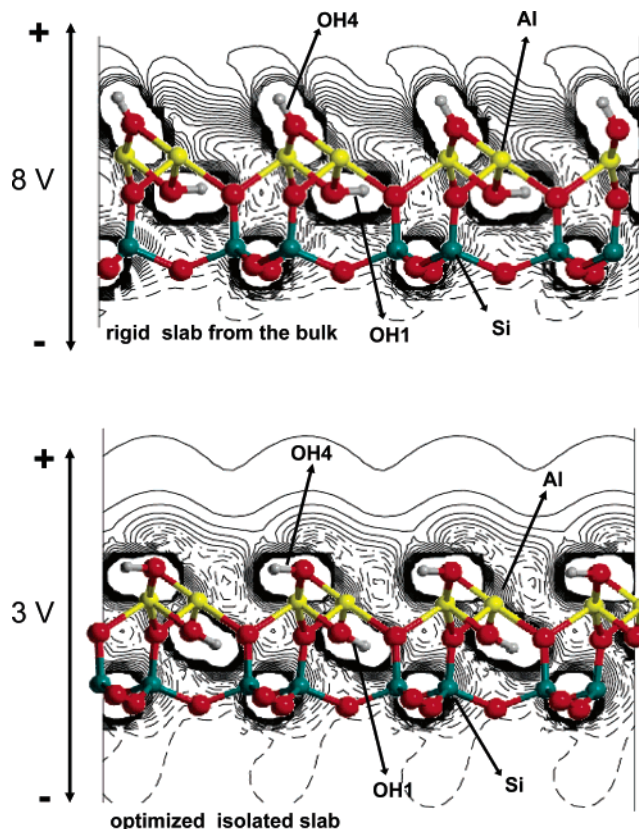 +
OH4
Al
8 V
-
rigid slab from the bulk
OH1
Si
+
OH4
Al
3 V
-
OH1
Si
optimized isolated slab